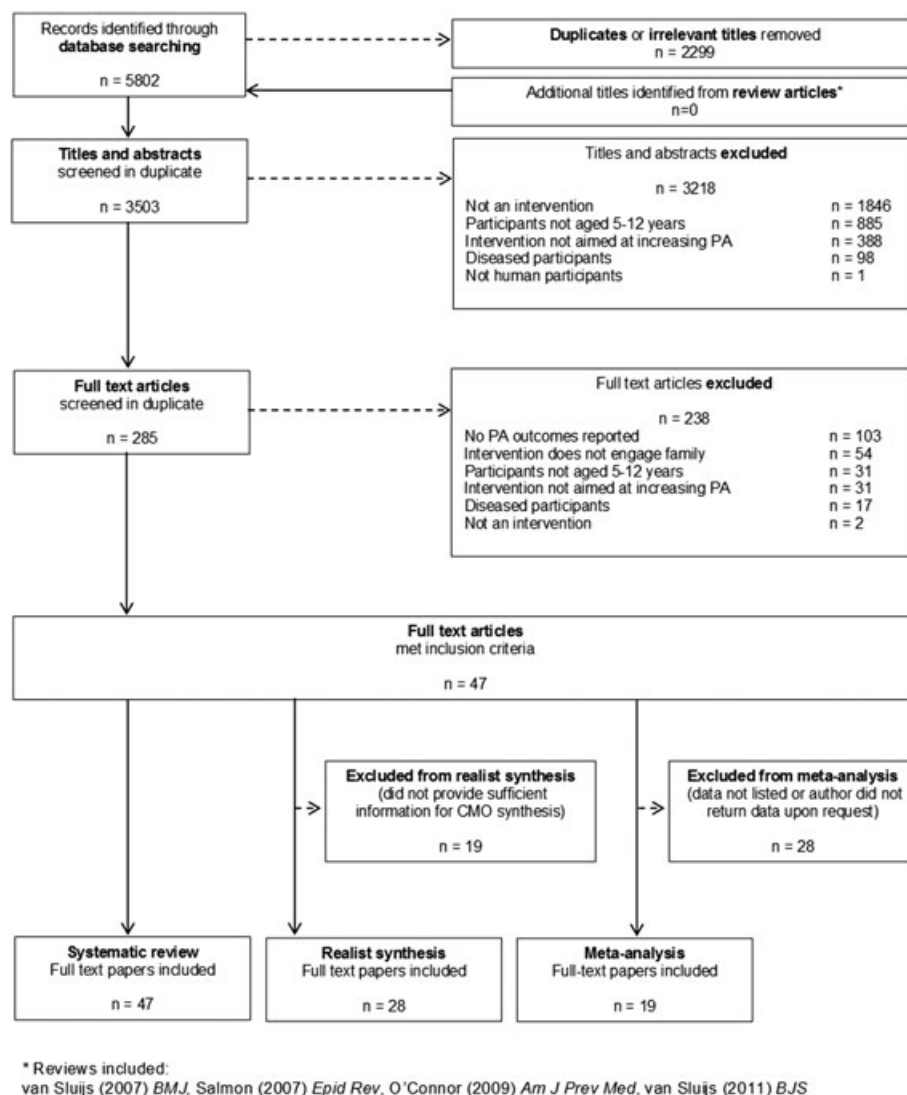 Records identified through
database searching
n = 5802
Duplicates or irrelevant titles removed
n = 2299
Additional titles identified from review articles*
n=0
Titles and abstracts
screened in duplicate
n = 3503
Titles and abstracts excluded
n = 3218
Not an intervention n = 1846
Participants not aged 5-12 years n = 885
Intervention not aimed at increasing PA n = 388
Diseased participants n = 98
Not human participants n = 1
Full text articles
screened in duplicate
n = 285
Full text articles excluded
n = 238
No PA outcomes reported n = 103
Intervention does not engage family n = 54
Participants not aged 5-12 years n = 31
Intervention not aimed at increasing PA n = 31
Diseased participants n = 17
Not an intervention n = 2
Full text articles
met inclusion criteria
n = 47
Excluded from realist synthesis
(did not provide sufficient
information for CMO synthesis)
n = 19
Excluded from meta-analysis
(data not listed or author did not
return data upon request)
n = 28
Systematic review
Full text papers included
n = 47
Realist synthesis
Full text papers included
n = 28
Meta-analysis
Full-text papers included
n = 19
* Reviews included:
van Sluijs (2007) BMJ, Salmon (2007) Epid Rev, O'Connor (2009) Am J Prev Med, van Sluijs (2011) BJS